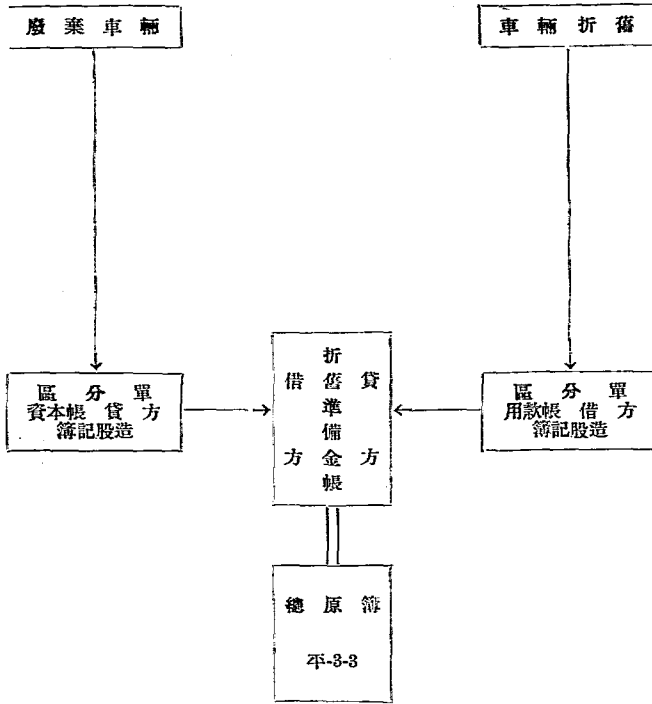 廢棄車輛
車輛折舊
區分單
資本帳 貸方
簿記股造
借方
折舊準備金帳
貸方
區分單
用款帳 借方
簿記股造
總原簿
平-3-3